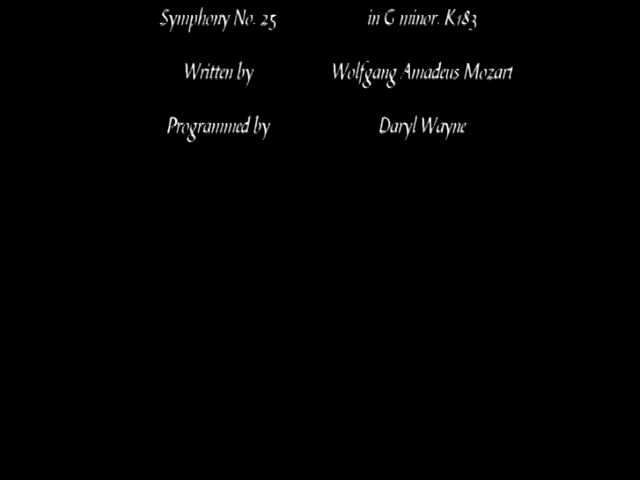 Symphony No. 25 in G minor. K183
Written by Wolfgang Amadeus Mozart
Programmed by Daryl Wayne